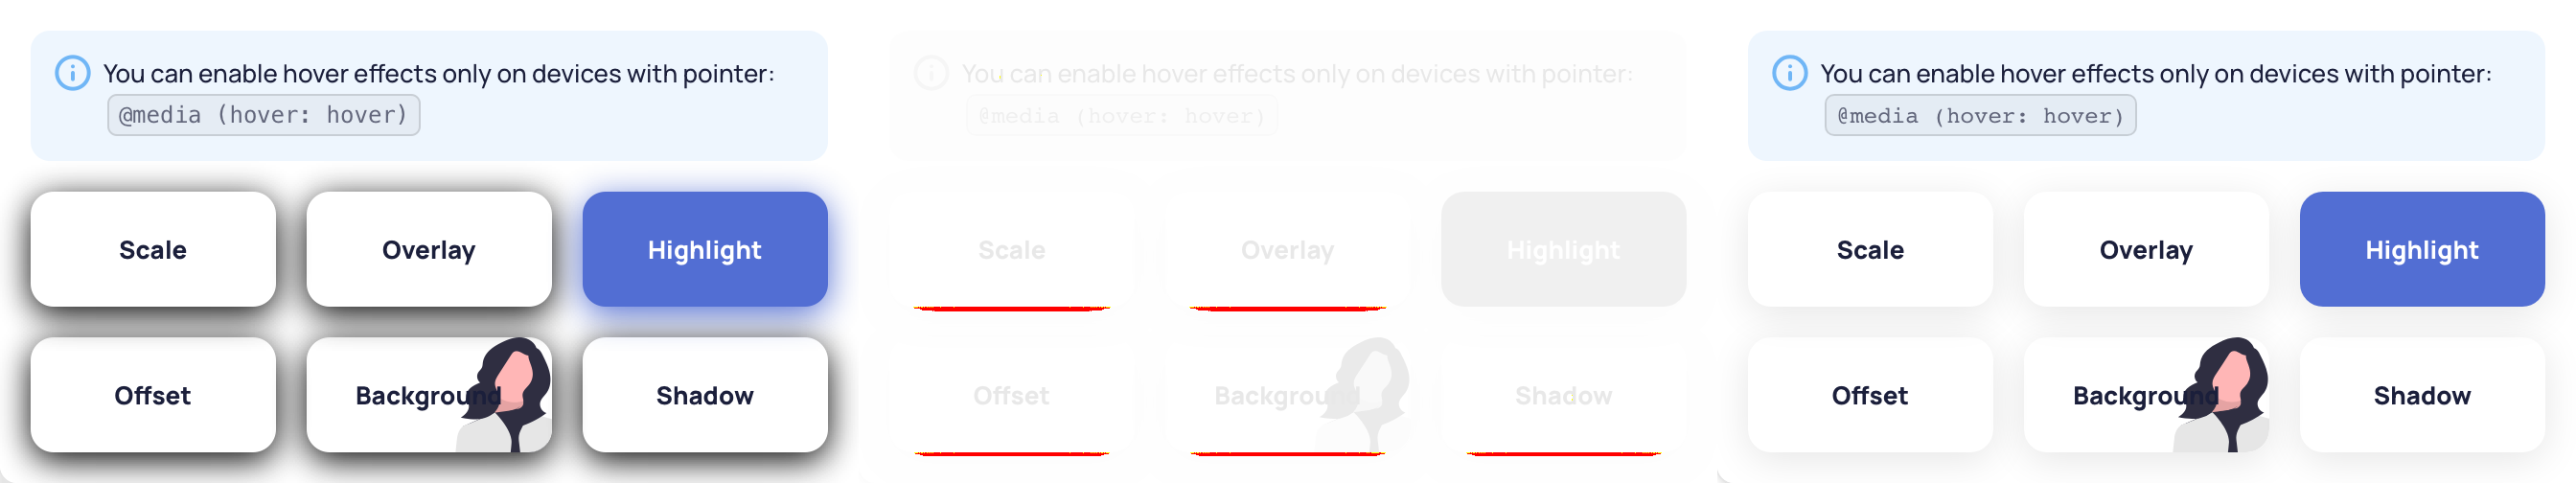 You can enable hover effects only on devices with pointer:
@media (hover: hover)
Scale
Overlay
Highlight
Offset
Background
Shadow
You can enable hover effects only on devices with pointer:
@media (hover: hover)
Scale
Overlay
Highlight
Offset
Background
Shadow
You can enable hover effects only on devices with pointer:
@media (hover: hover)
Scale
Overlay
Highlight
Offset
Background
Shadow